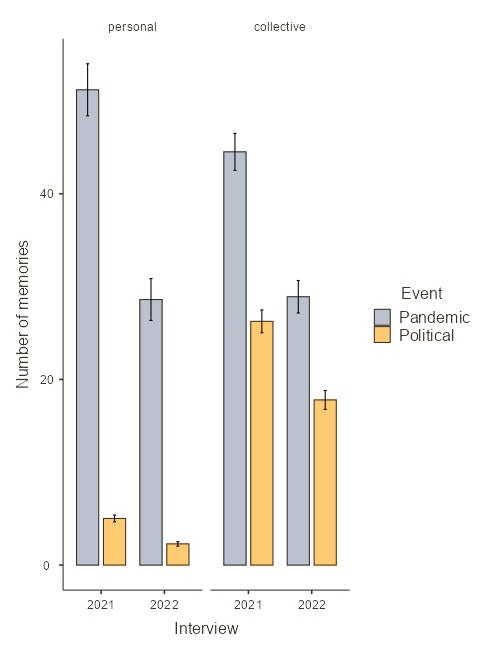 personal
collective
Number of memories
40
20
0
2021
2022
2021
2022
Interview
Event
Pandemic
Political